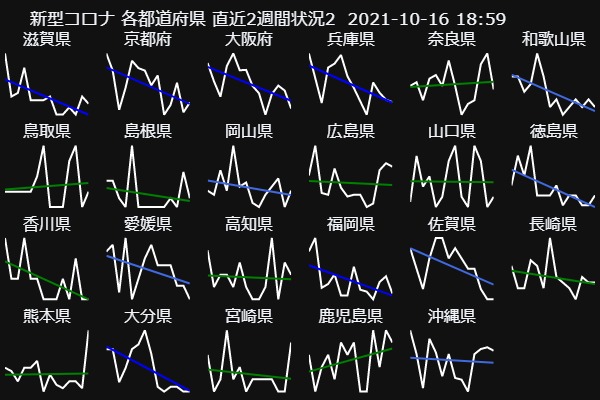 新型コロナ 各都道府県 直近2週間状況2 2021-10-16 18:59
滋賀県 京都府 大阪府 兵庫県 奈良県 和歌山県
鳥取県 島根県 岡山県 広島県 山口県 徳島県
香川県 愛媛県 高知県 福岡県 佐賀県 長崎県
熊本県 大分県 宮崎県 鹿児島県 沖縄県